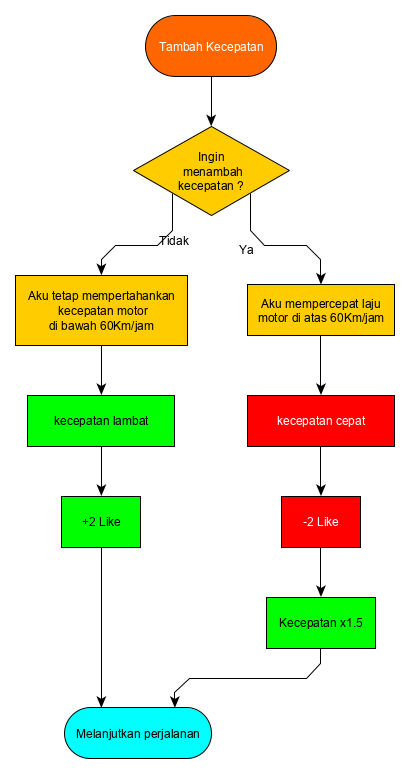 Tambah Kecepatan
Ingin
menambah
kecepatan ?
Tidak
Ya
Aku tetap mempertahankan
kecepatan motor
di bawah 60Km/jam
Aku mempercepat laju
motor di atas 60Km/jam
kecepatan lambat
kecepatan cepat
+2 Like
-2 Like
Kecepatan x1.5
Melanjutkan perjalanan